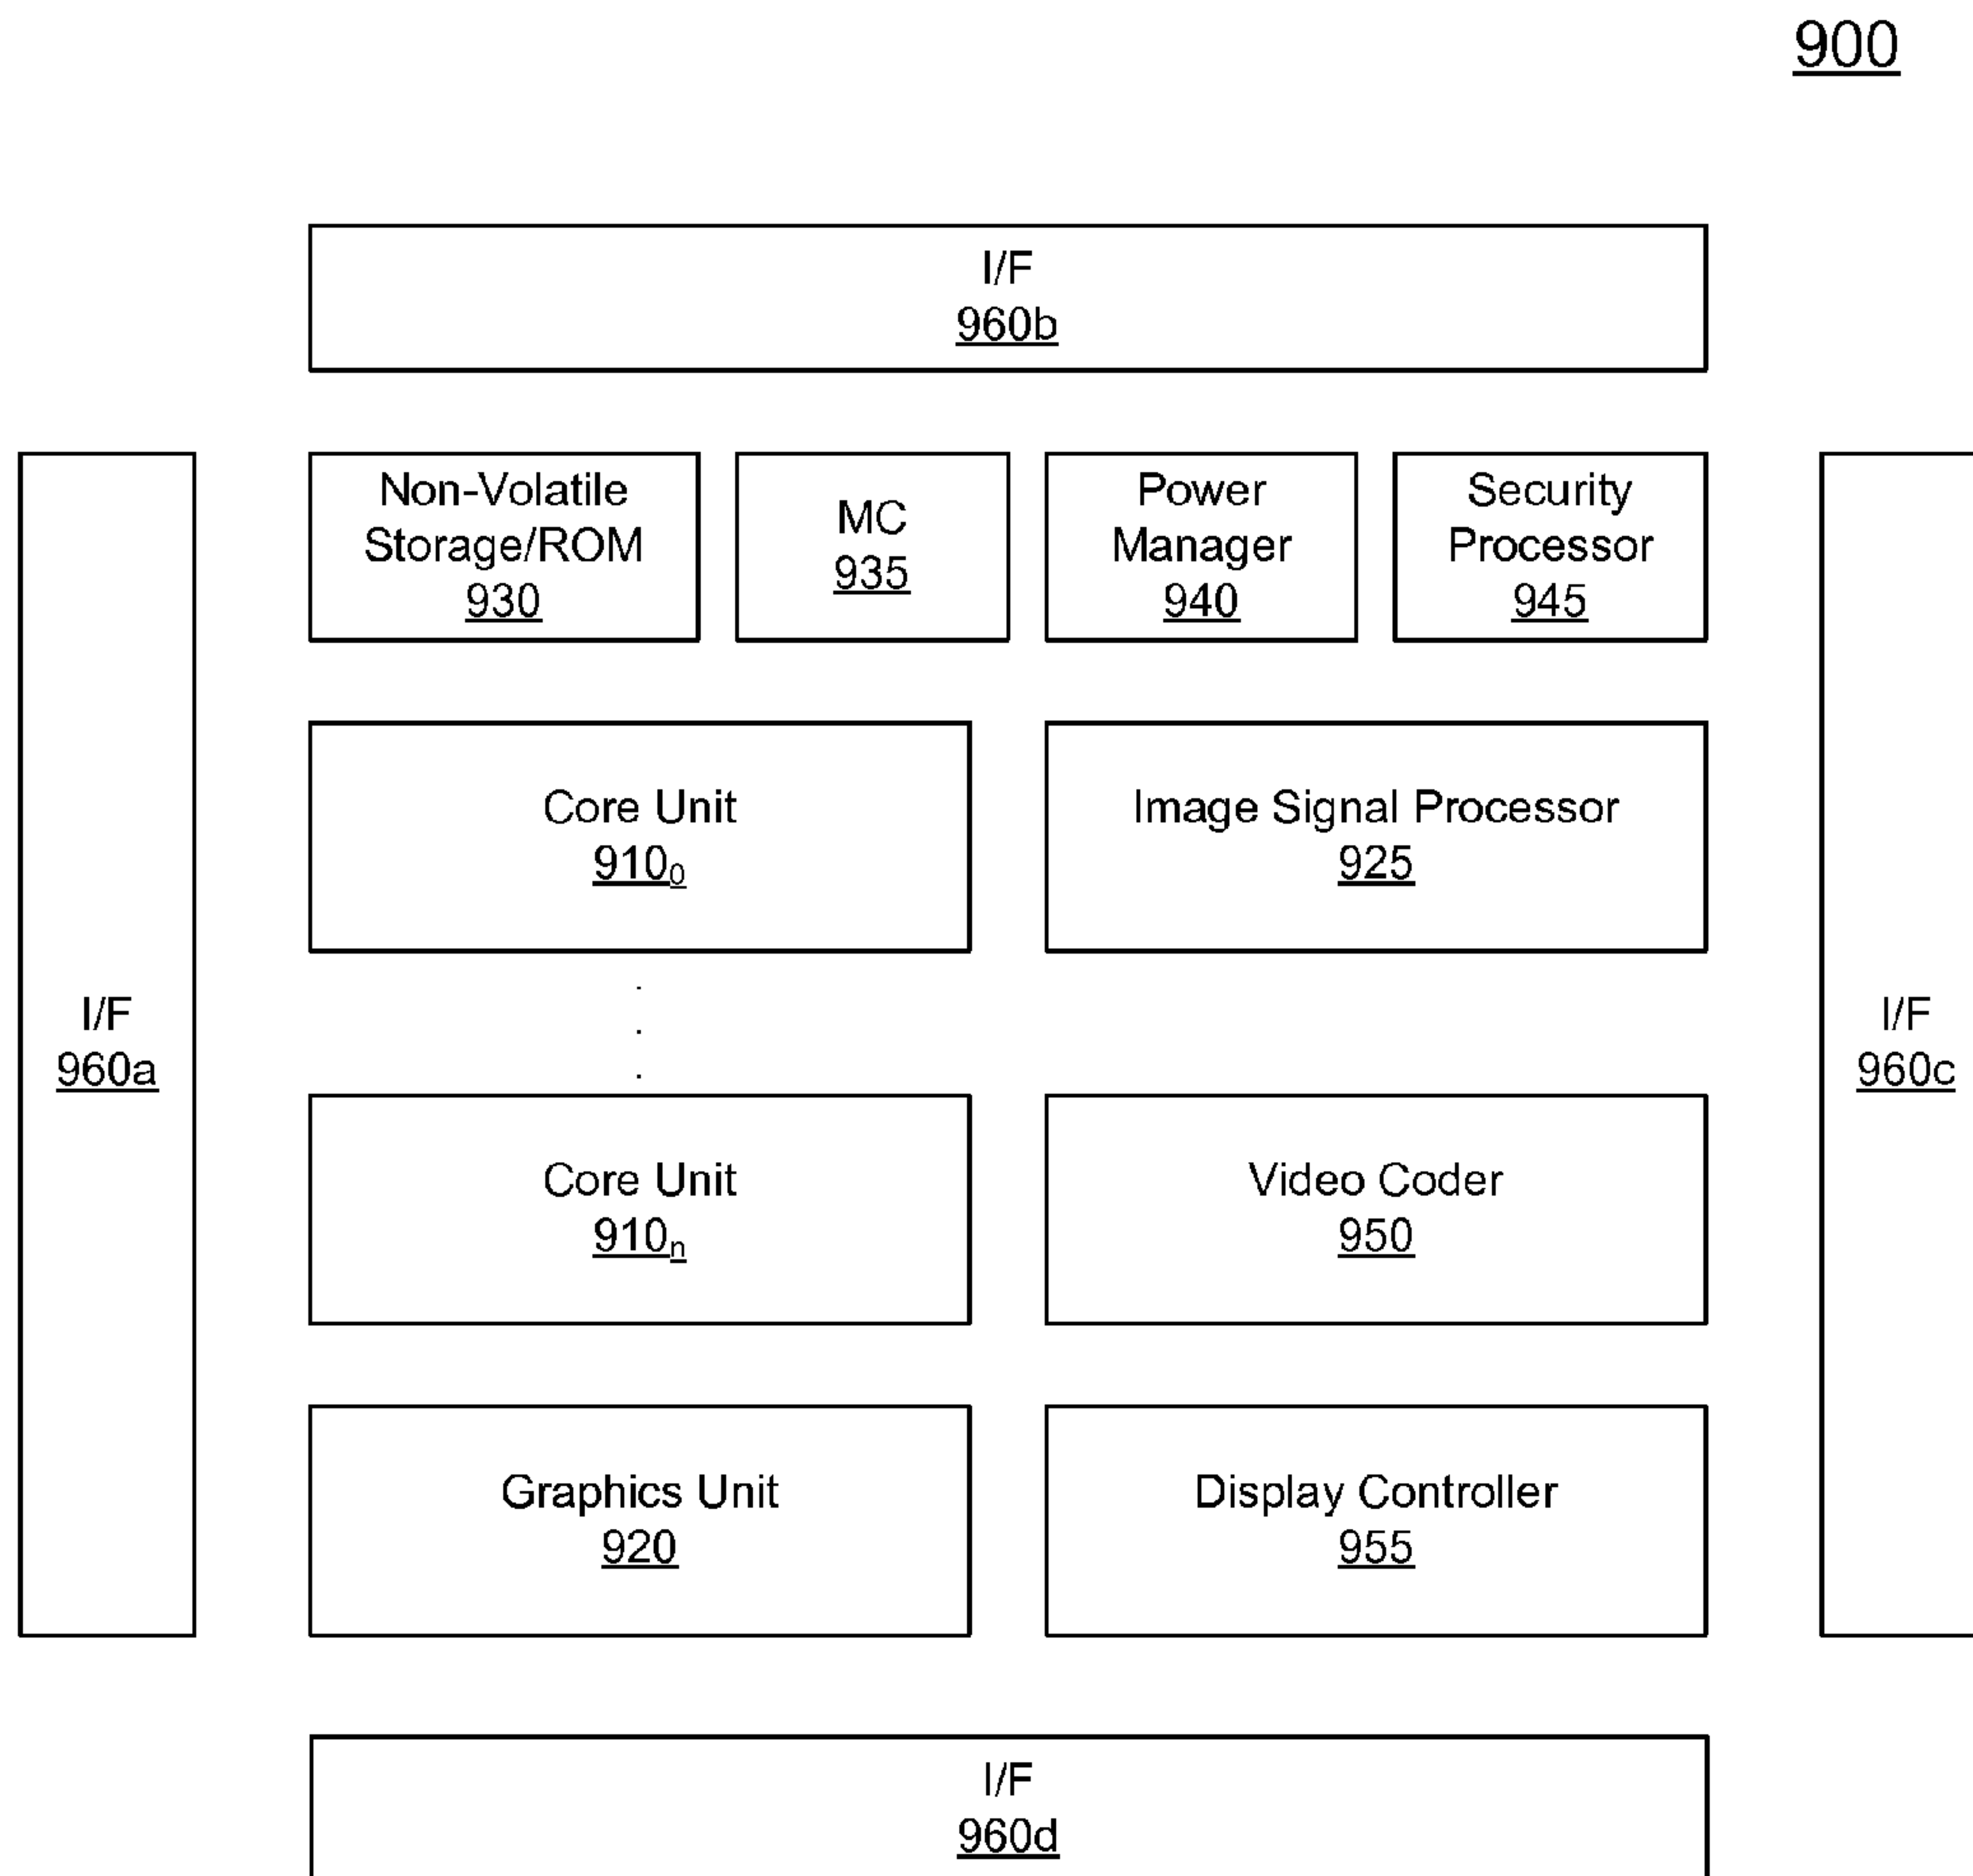 900
I/F
960b
Non-Volatile
Storage/ROM
930
MC
935
Power
Manager
940
Security
Processor
945
Core Unit
910₀
Image Signal Processor
925
I/F
960a
I/F
960c
Core Unit
910ₙ
Video Coder
950
Graphics Unit
920
Display Controller
955
I/F
960d